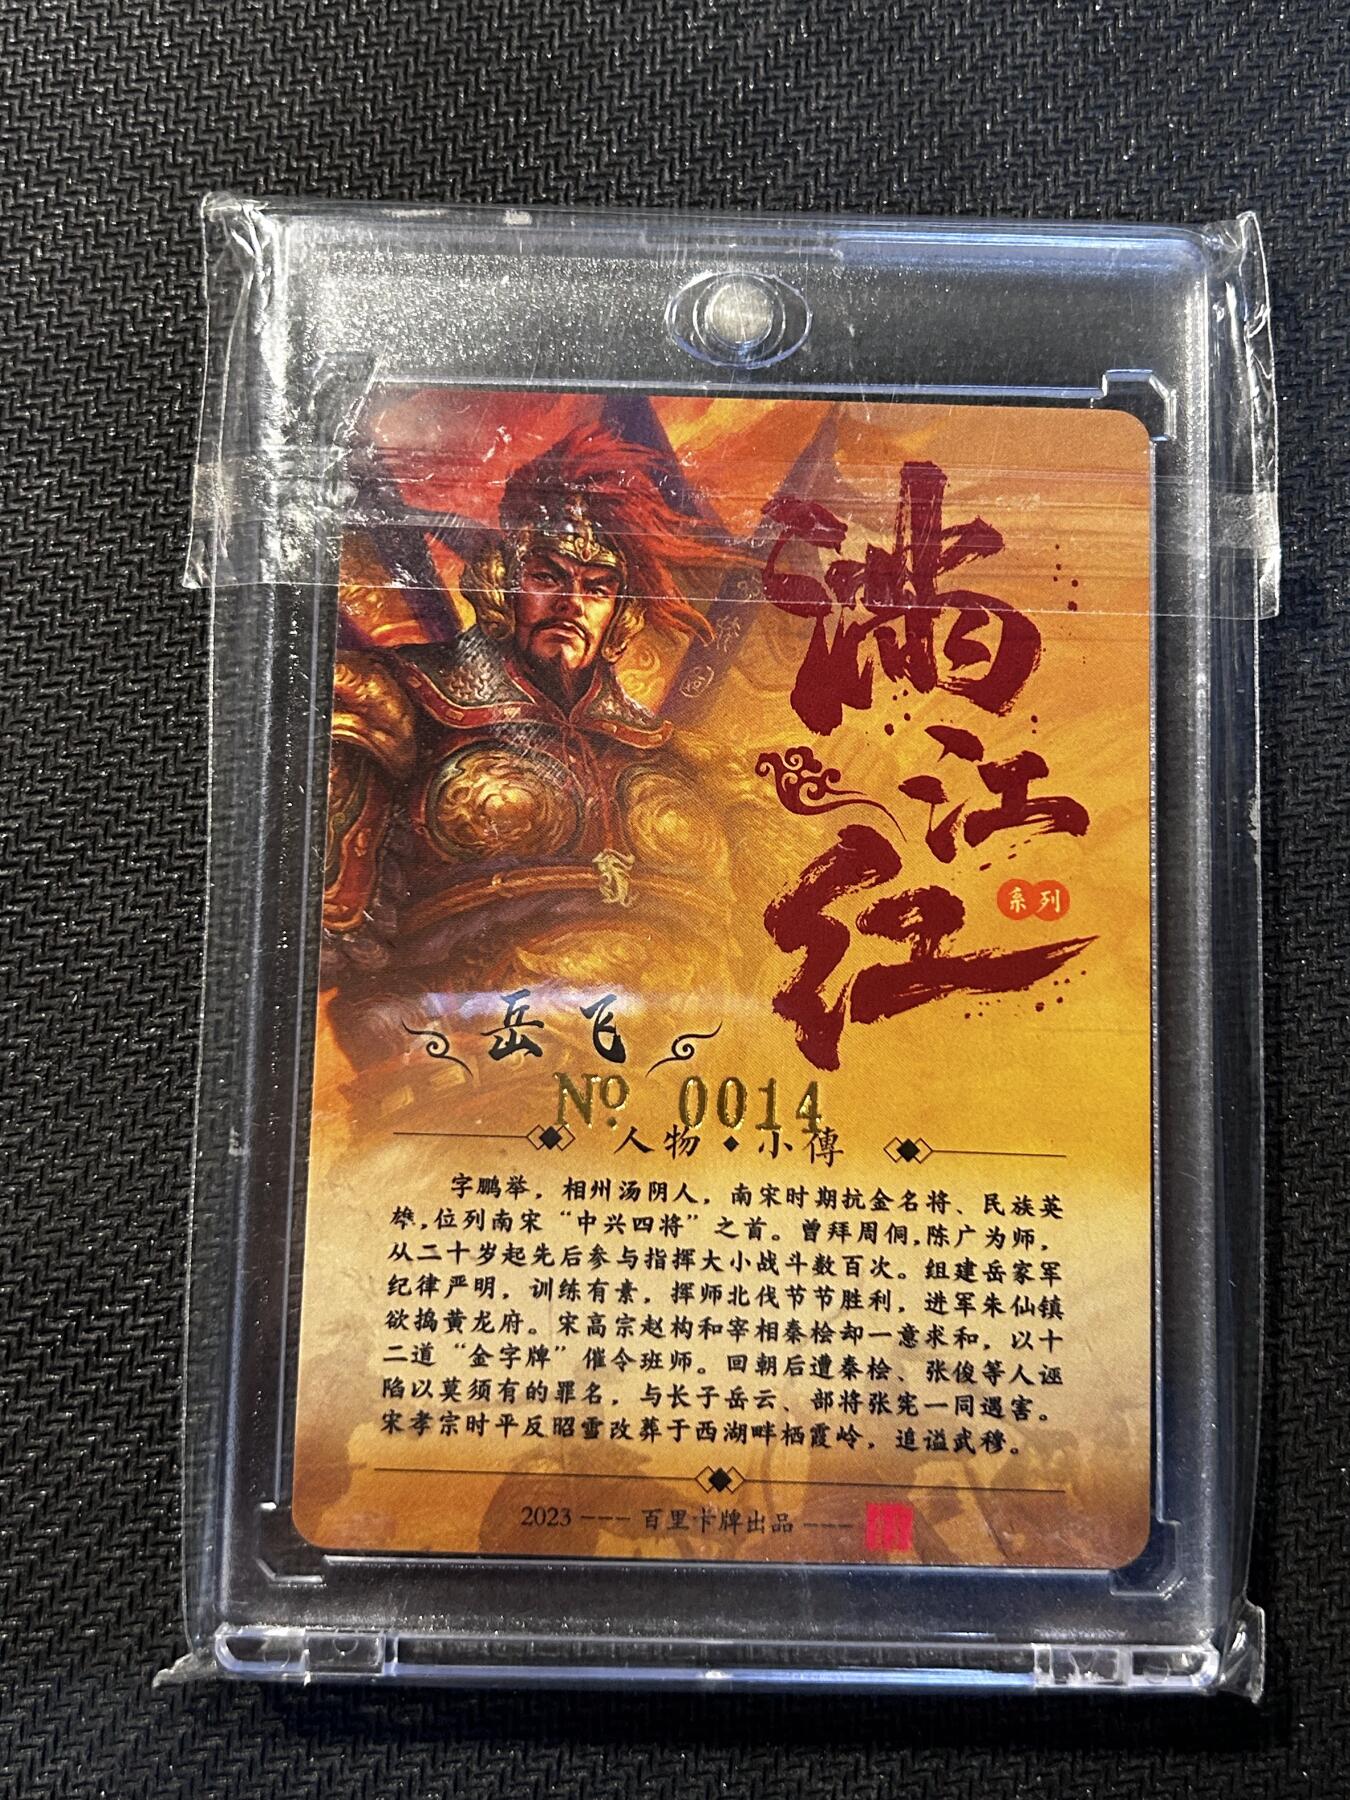 满江红
系列
岳飞
№ 0014
人物◆小傳
字鹏举，相州汤阴人，南宋时期抗金名将、民族英
雄，位列南宋“中兴四将”之首。曾拜周侗，陈广为师，
从二十岁起先后参与指挥大小战斗数百次。组建岳家军
纪律严明，训练有素，挥师北伐节节胜利，进军朱仙镇
欲捣黄龙府。宋高宗赵构和宰相秦桧却一意求和，以十
二道“金字牌”催令班师。回朝后遭秦桧、张俊等人诬
陷以莫须有的罪名，与长子岳云、部将张宪一同遇害。
宋孝宗时平反昭雪改葬于西湖畔栖霞岭，追谥武穆。
2023 --- 百里卡牌出品 ---